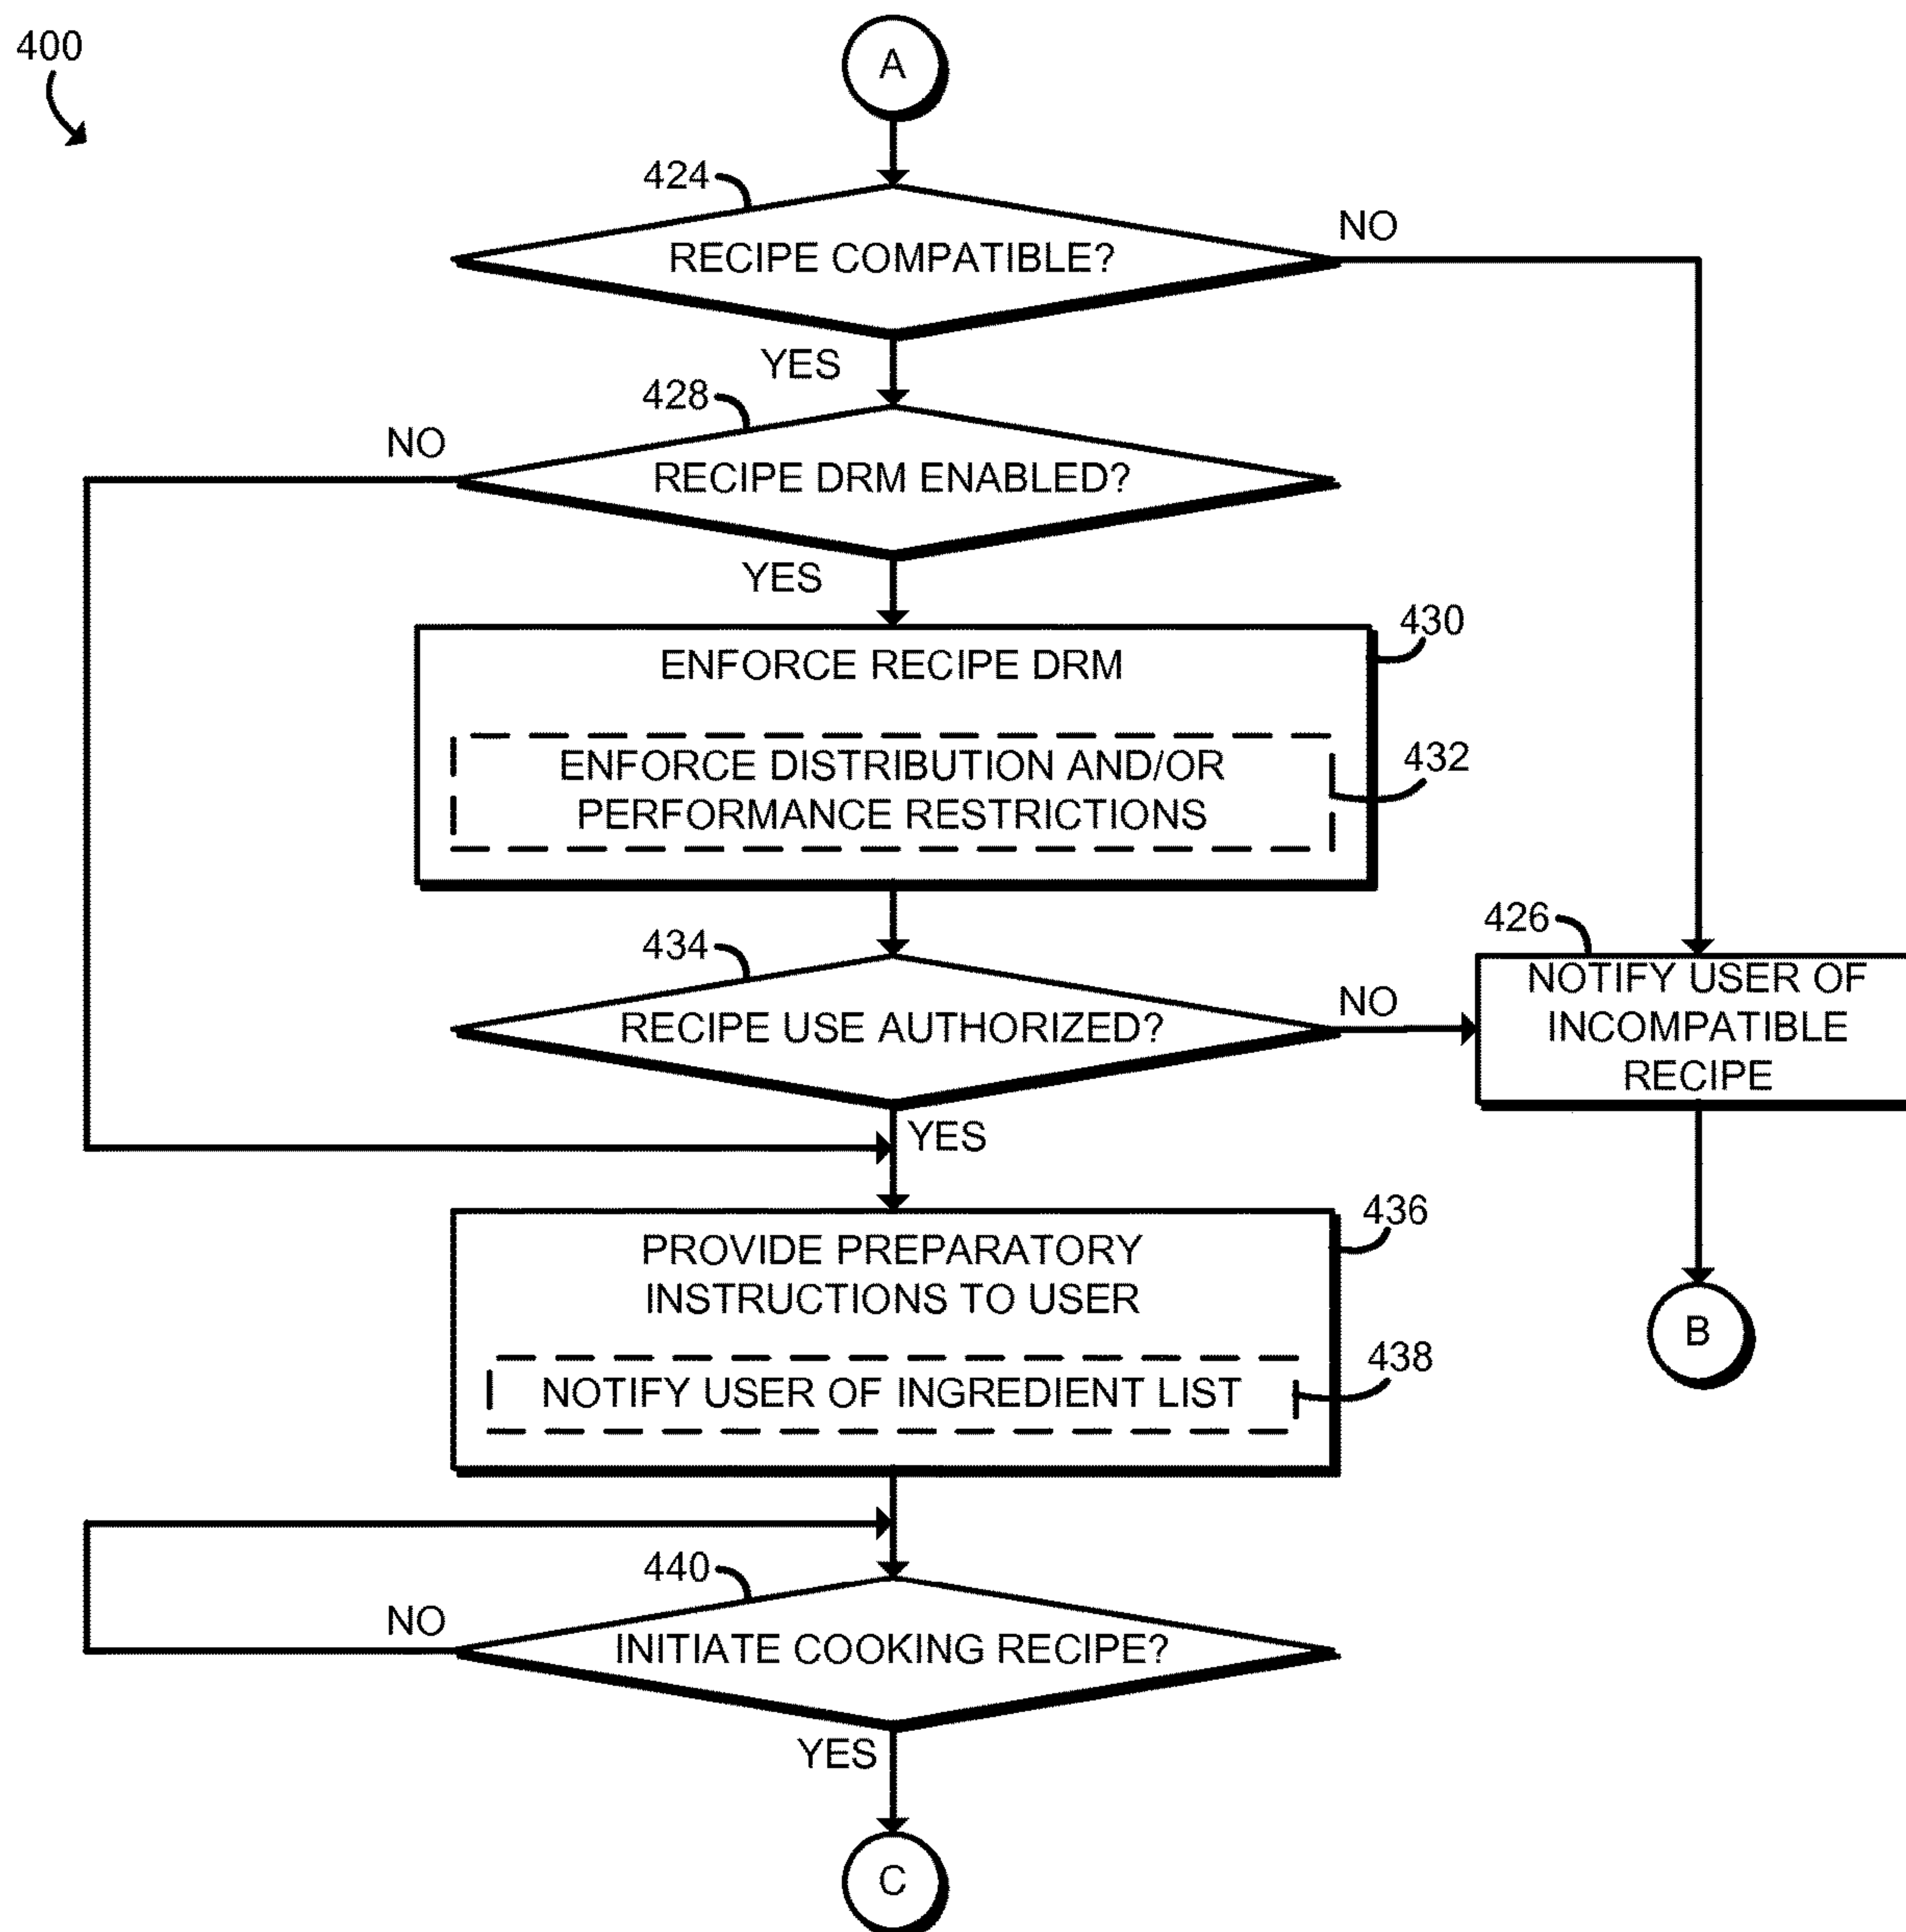 400
A
424
RECIPE COMPATIBLE?
NO
YES
428
NO
RECIPE DRM ENABLED?
YES
430
ENFORCE RECIPE DRM
432
ENFORCE DISTRIBUTION AND/OR
PERFORMANCE RESTRICTIONS
434
RECIPE USE AUTHORIZED?
NO
426
NOTIFY USER OF
INCOMPATIBLE
RECIPE
YES
436
PROVIDE PREPARATORY
INSTRUCTIONS TO USER
438
NOTIFY USER OF INGREDIENT LIST
B
440
NO
INITIATE COOKING RECIPE?
YES
C